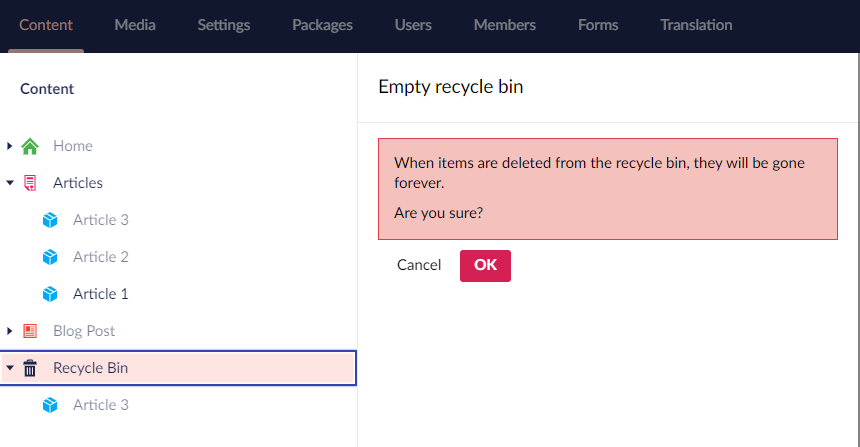 Content Media Settings Packages Users Members Forms Translation
Content
Home
Articles
Article 3
Article 2
Article 1
Blog Post
Recycle Bin
Article 3
Empty recycle bin
When items are deleted from the recycle bin, they will be gone
forever.
Are you sure?
Cancel OK